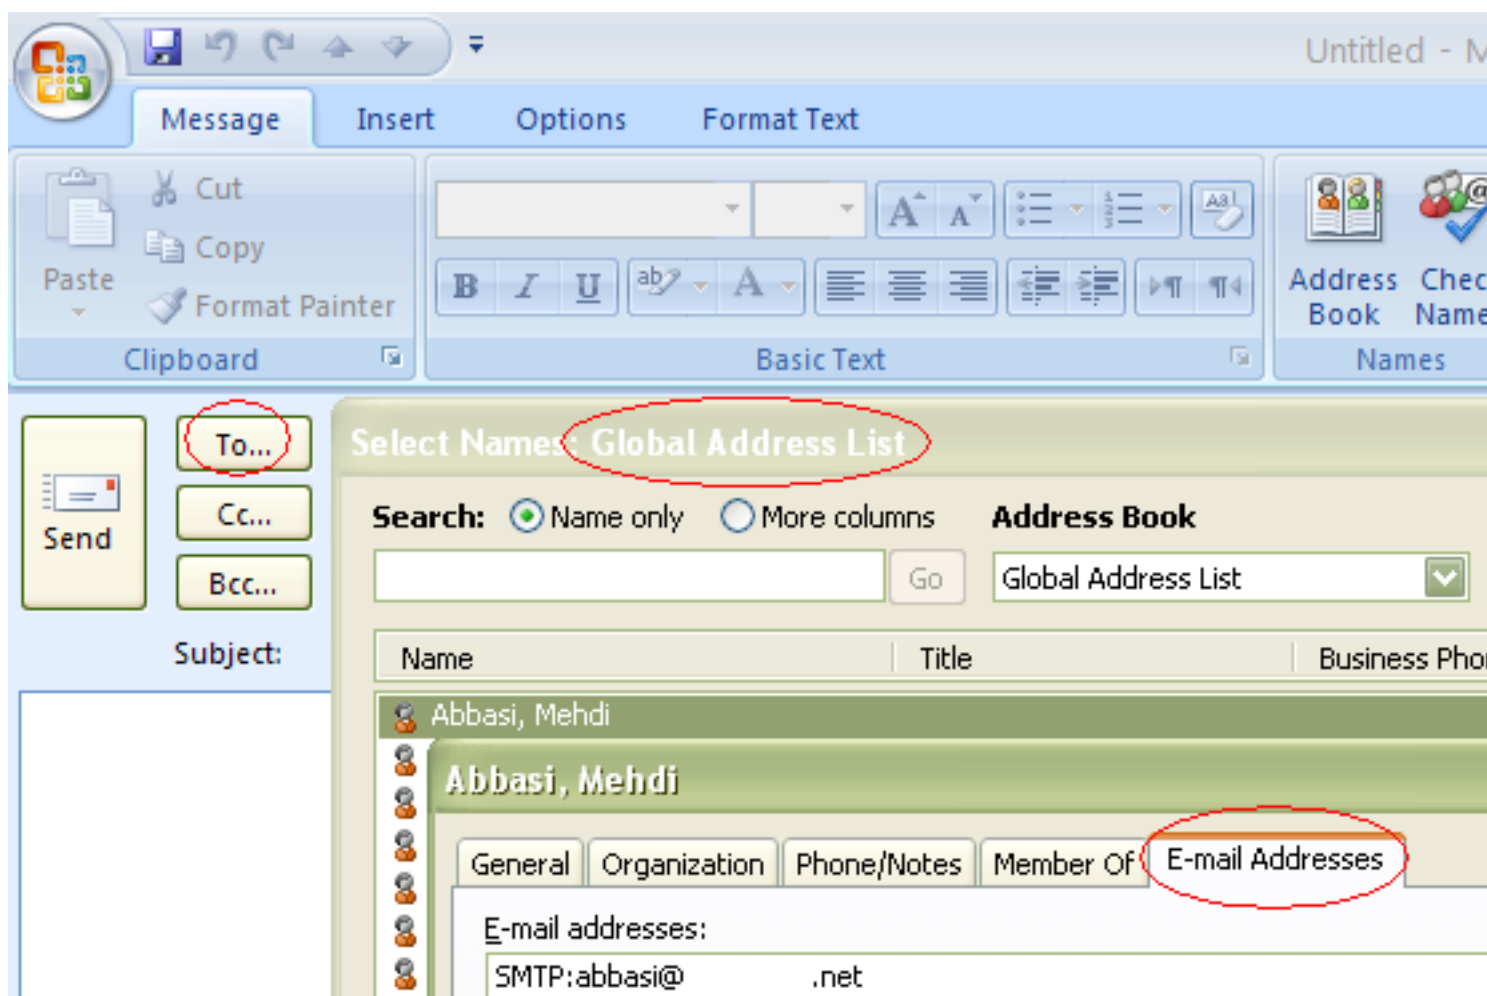 Untitled - M
Message Insert Options Format Text
Cut
Copy
Paste
Format Painter
Clipboard
Basic Text
Address Book
Chec
Name
Names
To...
Cc...
Bcc...
Send
Subject:
Select Names: Global Address List
Search: Name only More columns Address Book
Go
Global Address List
Name Title Business Pho
Abbasi, Mehdi
Abbasi, Mehdi
General Organization Phone/Notes Member Of E-mail Addresses
E-mail addresses:
SMTP:abbasi@ .net